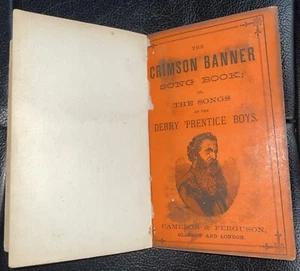 THE
CRIMSON BANNER
SONG BOOK;
OR,
THE SONGS
OF THE
DERRY 'PRENTICE BOYS.
CAMERON & FERGUSON,
GLASGOW AND LONDON.